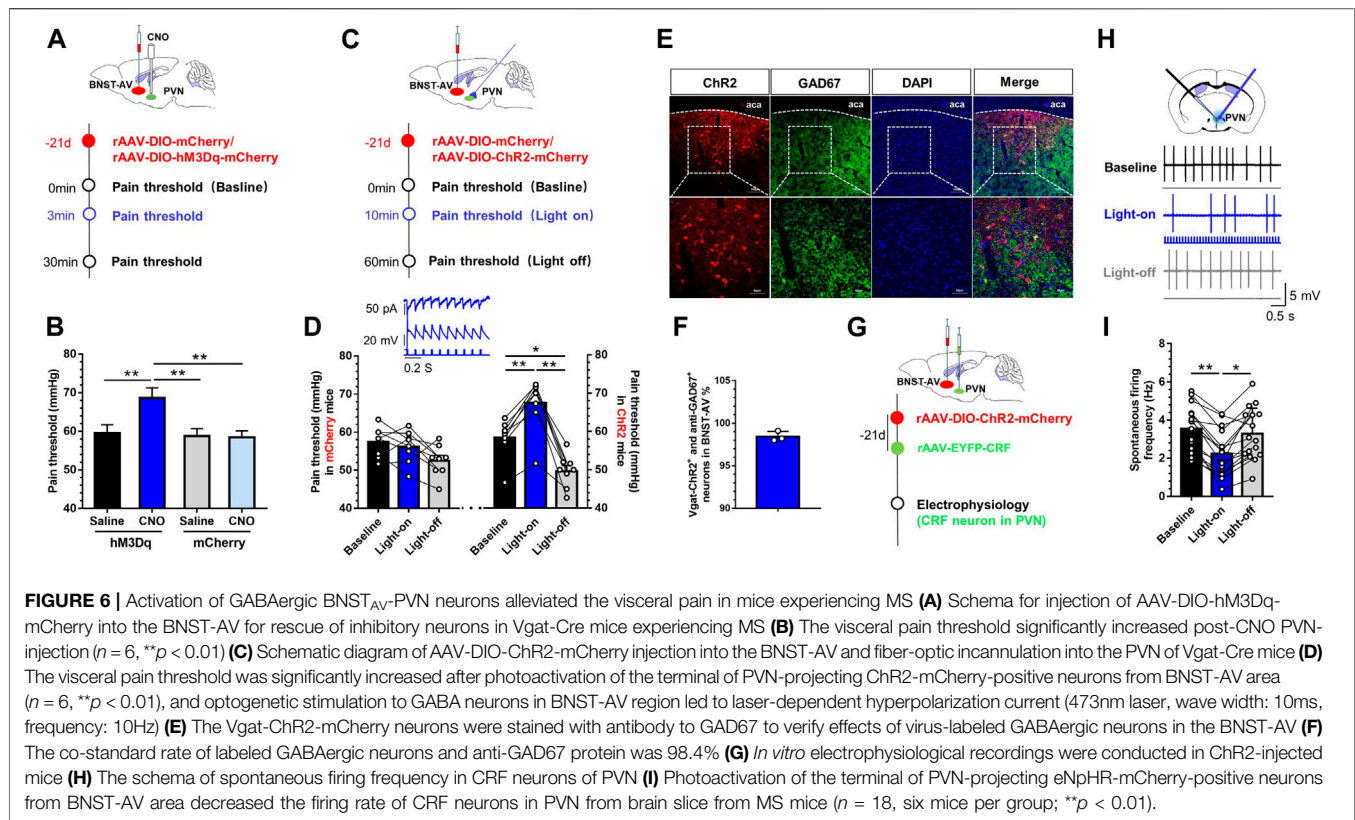 A
CNO
BNST-AV
PVN
-21d
rAAV-DIO-mCherry/
rAAV-DIO-hM3Dq-mCherry
0min
Pain threshold (Basline)
3min
Pain threshold
30min
Pain threshold
C
BNST-AV
PVN
-21d
rAAV-DIO-mCherry/
rAAV-DIO-ChR2-mCherry
0min
Pain threshold (Basline)
10min
Pain threshold (Light on)
60min
Pain threshold (Light off)
E
ChR2
GAD67
DAPI
Merge
aca
aca
aca
aca
H
PVN
Baseline
Light-on
Light-off
5 mV
0.5 s
B
Pain threshold (mmHg)
80
70
60
50
40
**
**
**
Saline
CNO
Saline
CNO
hM3Dq
mCherry
D
50 pA
20 mV
0.2 S
Pain threshold (mmHg)
in mCherry mice
80
70
60
50
40
*
**
**
80
70
60
50
40
Pain threshold (mmHg)
in ChR2 mice
Baseline
Light-on
Light-off
Baseline
Light-on
Light-off
F
Vgat-ChR2+ and anti-GAD67+
neurons in BNST-AV %
100
98
95
93
90
G
BNST-AV
PVN
-21d
rAAV-DIO-ChR2-mCherry
rAAV-EYFP-CRF
Electrophysiology
(CRF neuron in PVN)
I
Spontaneous firing
frequency (Hz)
8
6
4
2
0
**
*
Baseline
Light-on
Light-off
FIGURE 6 | Activation of GABAergic BNSTAV-PVN neurons alleviated the visceral pain in mice experiencing MS (A) Schema for injection of AAV-DIO-hM3Dq-
mCherry into the BNST-AV for rescue of inhibitory neurons in Vgat-Cre mice experiencing MS (B) The visceral pain threshold significantly increased post-CNO PVN-
injection (n = 6, **p < 0.01) (C) Schematic diagram of AAV-DIO-ChR2-mCherry injection into the BNST-AV and fiber-optic incannulation into the PVN of Vgat-Cre mice (D)
The visceral pain threshold was significantly increased after photoactivation of the terminal of PVN-projecting ChR2-mCherry-positive neurons from BNST-AV area
(n = 6, **p < 0.01), and optogenetic stimulation to GABA neurons in BNST-AV region led to laser-dependent hyperpolarization current (473nm laser, wave width: 10ms,
frequency: 10Hz) (E) The Vgat-ChR2-mCherry neurons were stained with antibody to GAD67 to verify effects of virus-labeled GABAergic neurons in the BNST-AV (F)
The co-standard rate of labeled GABAergic neurons and anti-GAD67 protein was 98.4% (G) In vitro electrophysiological recordings were conducted in ChR2-injected
mice (H) The schema of spontaneous firing frequency in CRF neurons of PVN (I) Photoactivation of the terminal of PVN-projecting eNpHR-mCherry-positive neurons
from BNST-AV area decreased the firing rate of CRF neurons in PVN from brain slice from MS mice (n = 18, six mice per group; **p < 0.01).